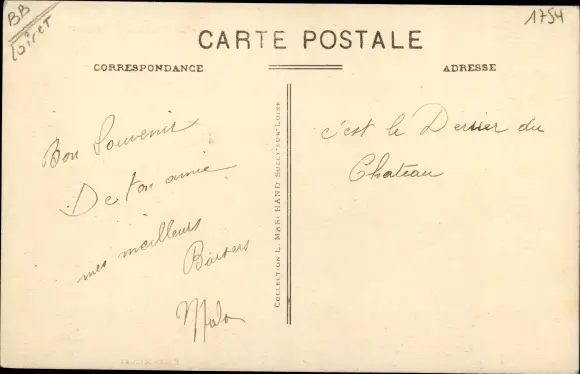 BB
Loiret
1754
CARTE POSTALE
CORRESPONDANCE
ADRESSE
Bon Souvenir
De ton amie
mes meilleurs
Baisers
COLLECTION L. MARCHAND SULLY-SUR-LOIRE
c'est le Derrier du
Chateau